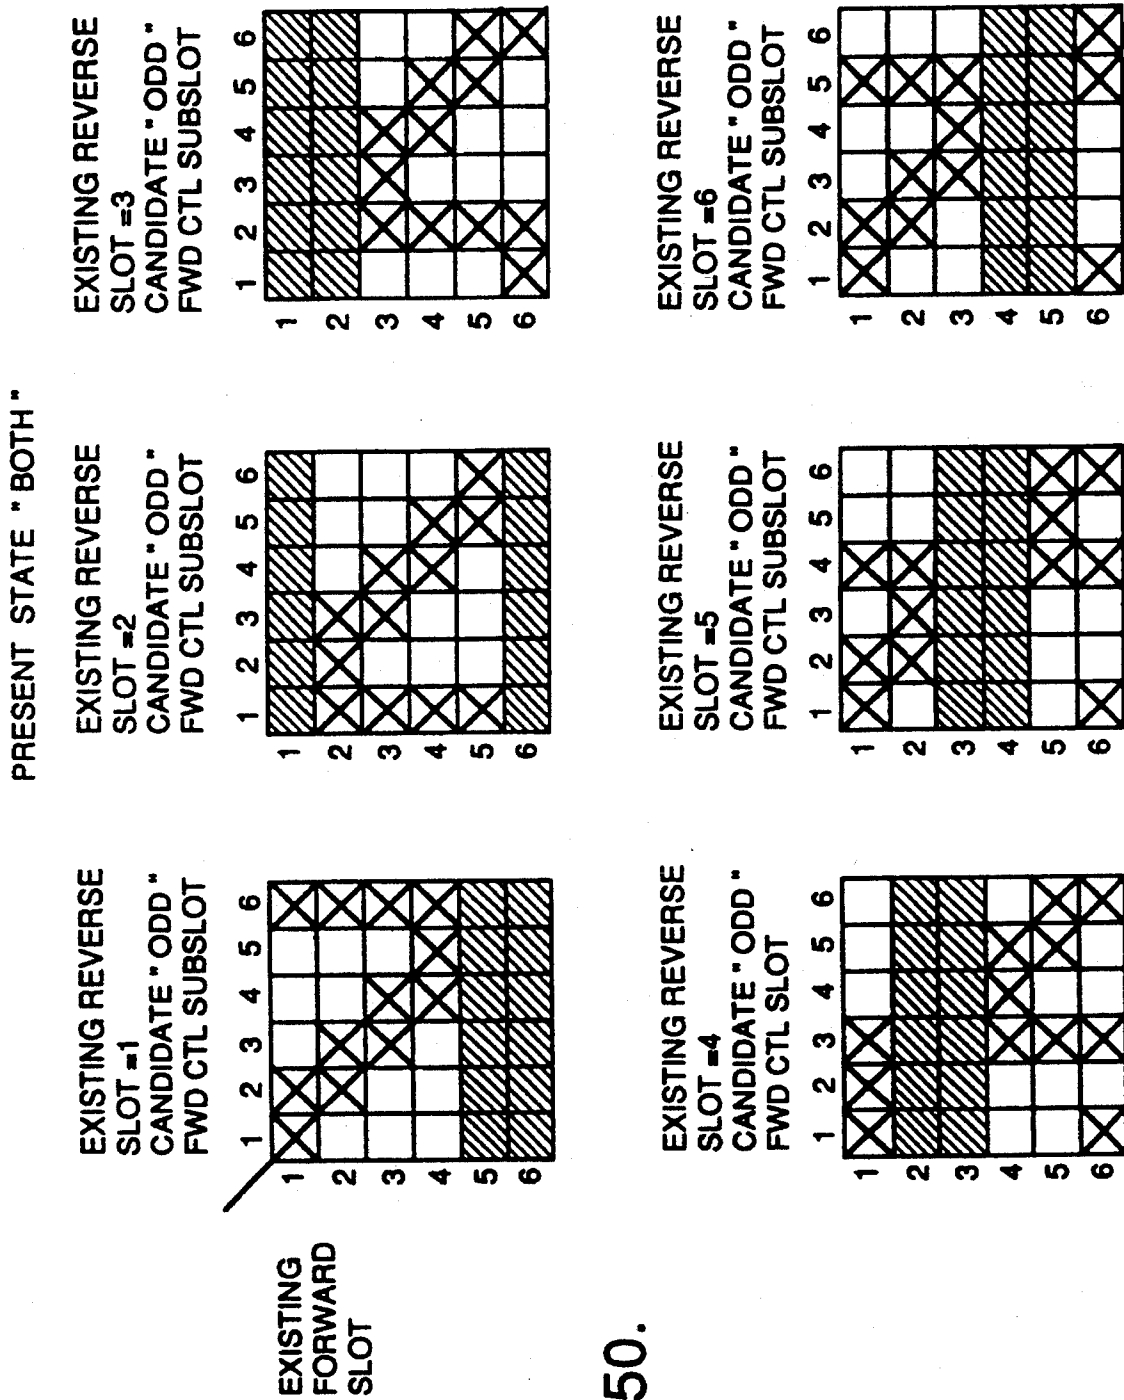 PRESENT STATE "BOTH"
EXISTING REVERSE
SLOT =1
CANDIDATE "ODD"
FWD CTL SUBSLOT
1 2 3 4 5 6
EXISTING
FORWARD
SLOT
1
2
3
4
5
6
EXISTING REVERSE
SLOT =2
CANDIDATE "ODD"
FWD CTL SUBSLOT
1 2 3 4 5 6
1
2
3
4
5
6
EXISTING REVERSE
SLOT =3
CANDIDATE "ODD"
FWD CTL SUBSLOT
1 2 3 4 5 6
1
2
3
4
5
6
50.
EXISTING REVERSE
SLOT =4
CANDIDATE "ODD"
FWD CTL SLOT
1 2 3 4 5 6
1
2
3
4
5
6
EXISTING REVERSE
SLOT =5
CANDIDATE "ODD"
FWD CTL SUBSLOT
1 2 3 4 5 6
1
2
3
4
5
6
EXISTING REVERSE
SLOT =6
CANDIDATE "ODD"
FWD CTL SUBSLOT
1 2 3 4 5 6
1
2
3
4
5
6